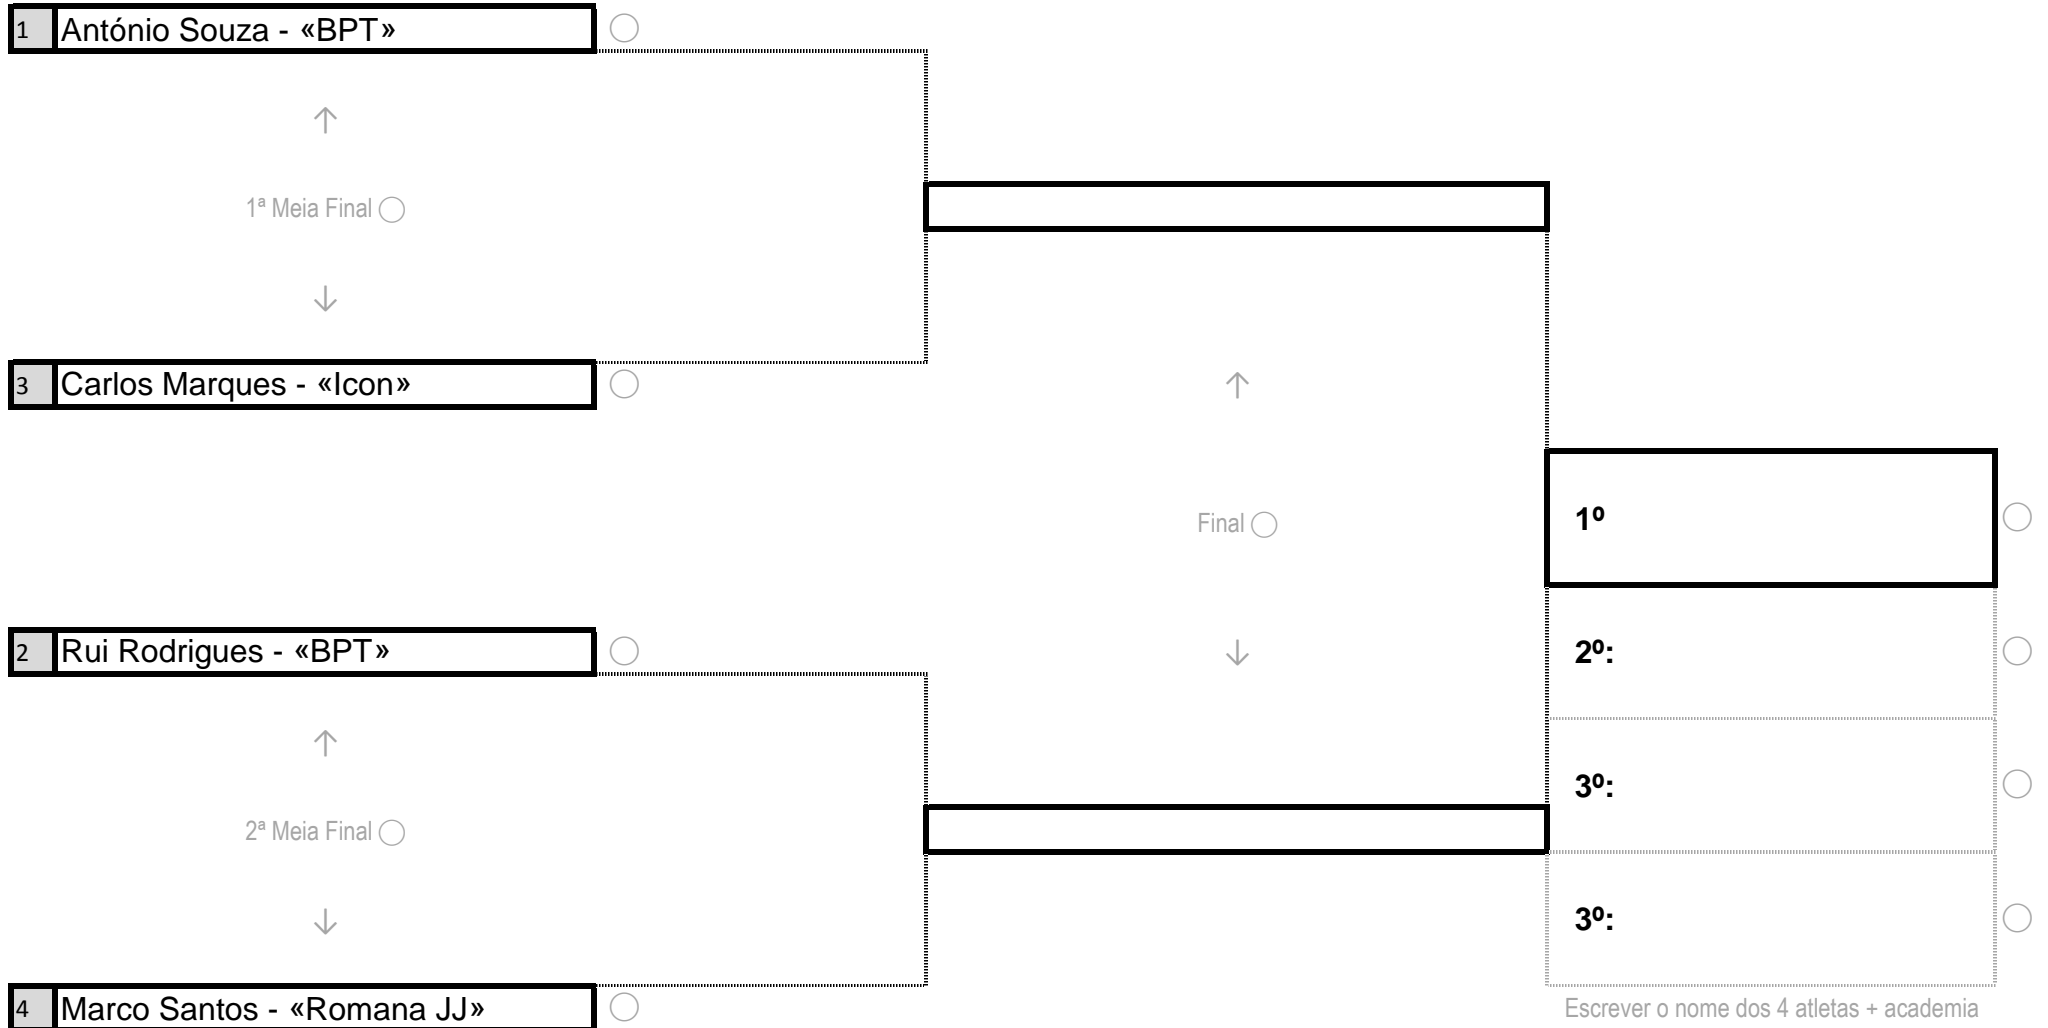 1 António Souza - «BPT»
1ª Meia Final
3 Carlos Marques - «Icon»
Final
1º
2 Rui Rodrigues - «BPT»
2º:
3º:
2ª Meia Final
3º:
4 Marco Santos - «Romana JJ»
Escrever o nome dos 4 atletas + academia